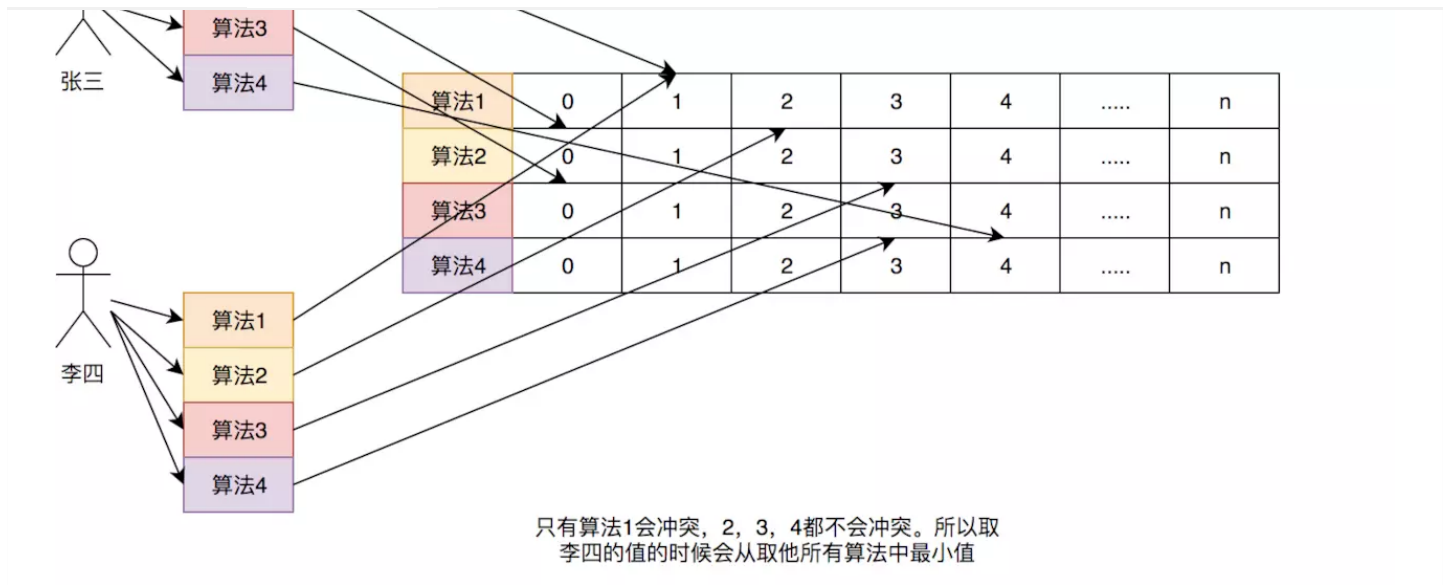 算法3
张三
算法4
算法1 0 1 2 3 4 ..... n
算法2 0 1 2 3 4 ..... n
算法3 0 1 2 3 4 ..... n
算法4 0 1 2 3 4 ..... n
李四
算法1
算法2
算法3
算法4
只有算法1会冲突，2，3，4都不会冲突。所以取
李四的值的时候会从取他所有算法中最小值